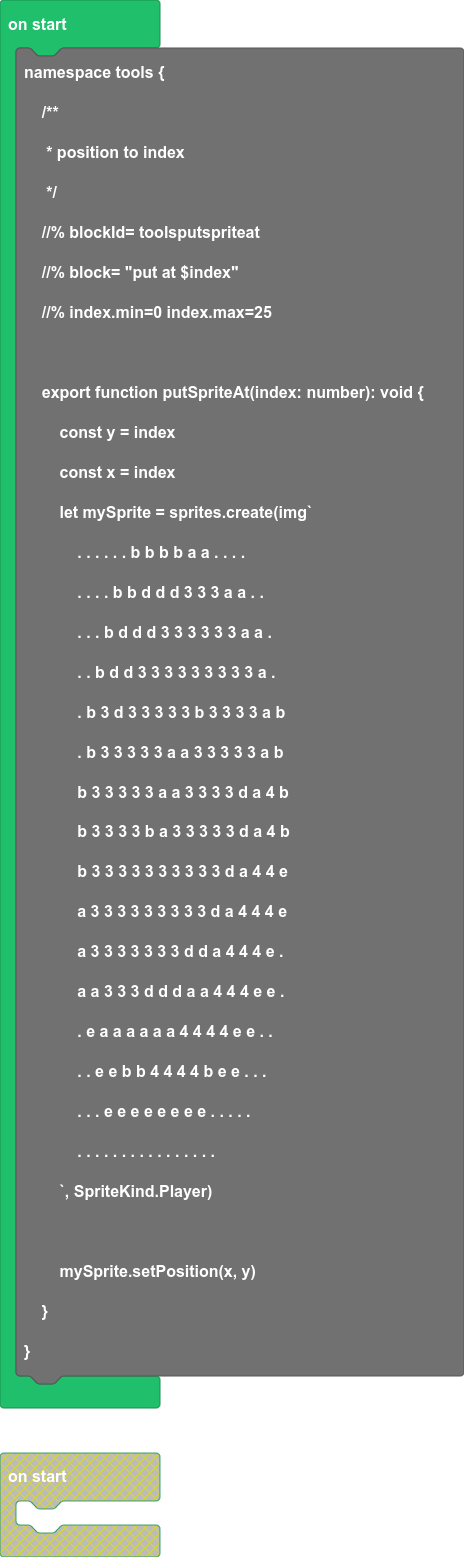 on start
namespace tools {
/**
* position to index
*/
//% blockId= toolsputspriteat
//% block= "put at $index"
//% index.min=0 index.max=25
export function putSpriteAt(index: number): void {
const y = index
const x = index
let mySprite = sprites.create(img`
. . . . . . b b b b a a . . . .
. . . . b b d d d 3 3 3 a a . .
. . . b d d d 3 3 3 3 3 3 a a .
. . b d d 3 3 3 3 3 3 3 3 3 a .
. b 3 d 3 3 3 3 3 b 3 3 3 3 a b
. b 3 3 3 3 3 a a 3 3 3 3 3 a b
b 3 3 3 3 3 a a 3 3 3 3 d a 4 b
b 3 3 3 3 b a 3 3 3 3 3 d a 4 b
b 3 3 3 3 3 3 3 3 3 3 d a 4 4 e
a 3 3 3 3 3 3 3 3 3 d a 4 4 4 e
a 3 3 3 3 3 3 3 d d a 4 4 4 e .
a a 3 3 3 d d d a a 4 4 4 e e .
. e a a a a a a 4 4 4 4 e e . .
. . e e b b 4 4 4 4 b e e . . .
. . . e e e e e e e e . . . . .
. . . . . . . . . . . . . . . .
`, SpriteKind.Player)
mySprite.setPosition(x, y)
}
}
on start